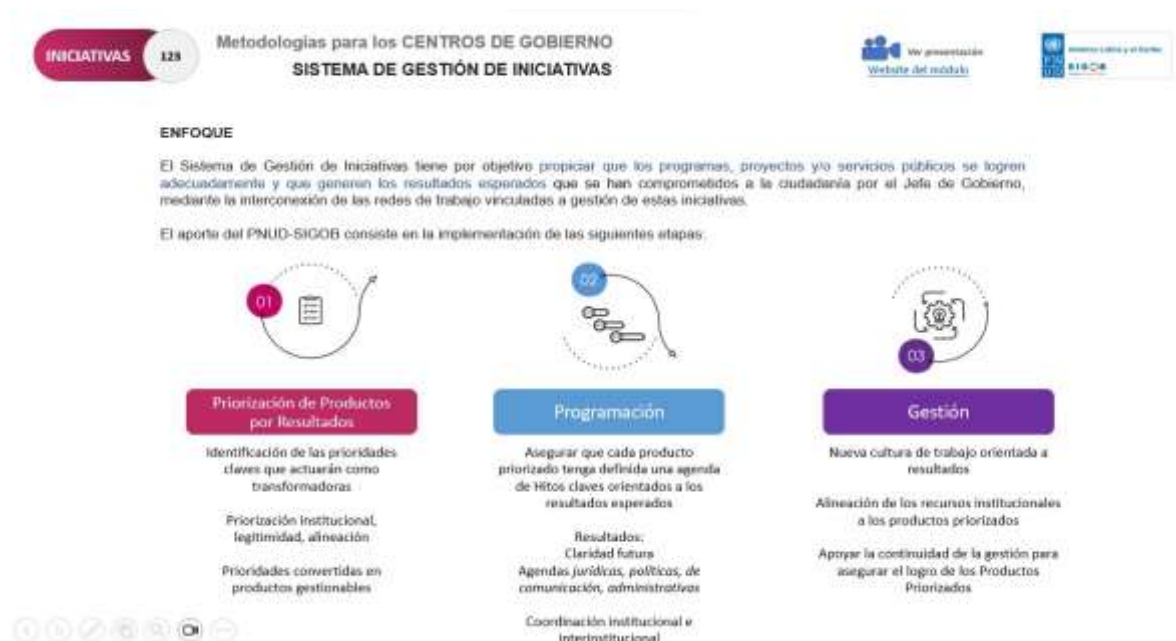 INICIATIVAS
125
Metodologías para los CENTROS DE GOBIERNO
SISTEMA DE GESTIÓN DE INICIATIVAS
Ver presentación
Website del módulo
América Latina y el Caribe
SIGOB
ENFOQUE
El Sistema de Gestión de Iniciativas tiene por objetivo propiciar que los programas, proyectos y/o servicios públicos se logren
adecuadamente y que generen los resultados esperados que se han comprometidos a la ciudadanía por el Jefe de Gobierno,
mediante la interconexión de las redes de trabajo vinculadas a gestión de estas iniciativas.
El aporte del PNUD-SIGOB consiste en la implementación de las siguientes etapas:
01
Priorización de Productos
por Resultados
Identificación de las prioridades
claves que actuarán como
transformadoras
Priorización institucional,
legitimidad, alineación
Prioridades convertidas en
productos gestionables
02
Programación
Asegurar que cada producto
priorizado tenga definida una agenda
de Hitos claves orientados a los
resultados esperados
Resultados:
Claridad futura
Agendas jurídicas, políticas, de
comunicación, administrativas
Coordinación institucional e
interinstitucional
03
Gestión
Nueva cultura de trabajo orientada a
resultados
Alineación de los recursos institucionales
a los productos priorizados
Apoyar la continuidad de la gestión para
asegurar el logro de los Productos
Priorizados